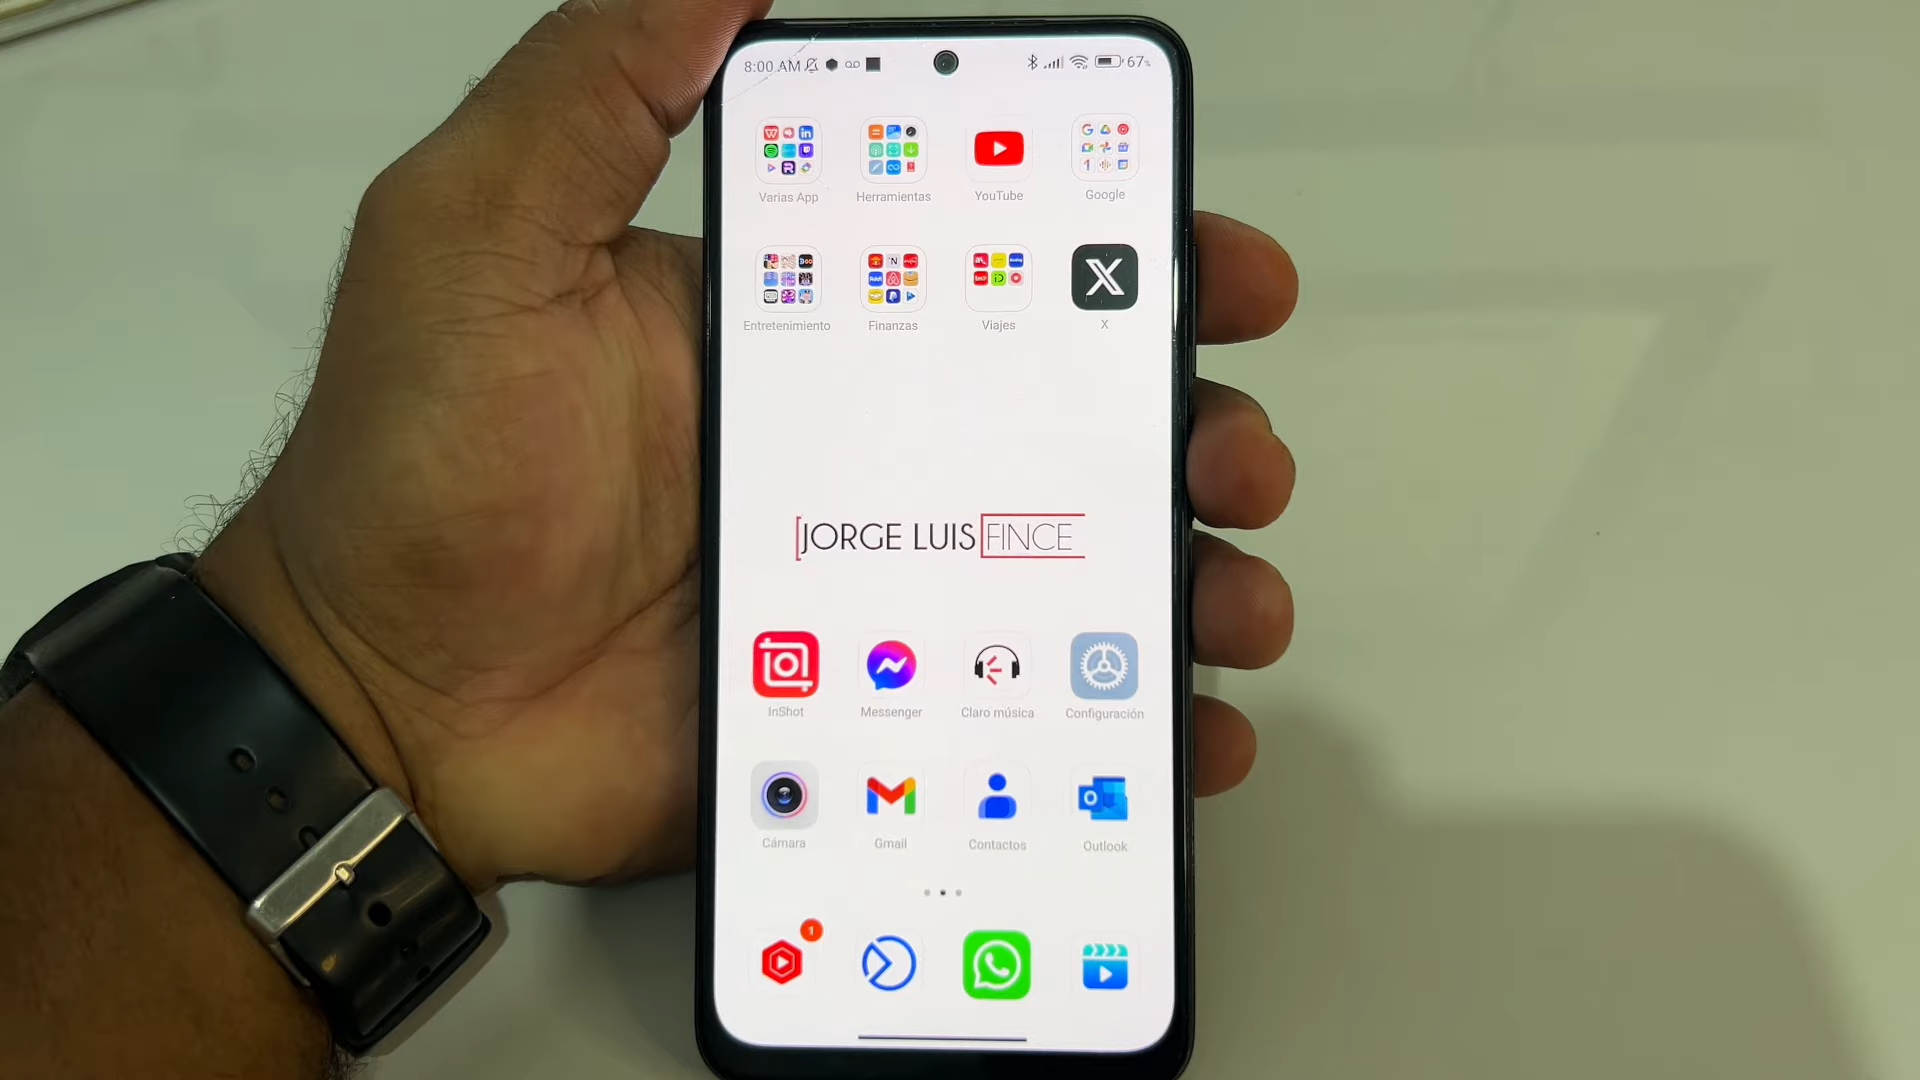 8:00 AM 67%
Varias App Herramientas YouTube Google
Entretenimiento Finanzas Viajes X
JORGE LUIS FINCE
InShot Messenger Claro música Configuración
Cámara Gmail Contactos Outlook
1